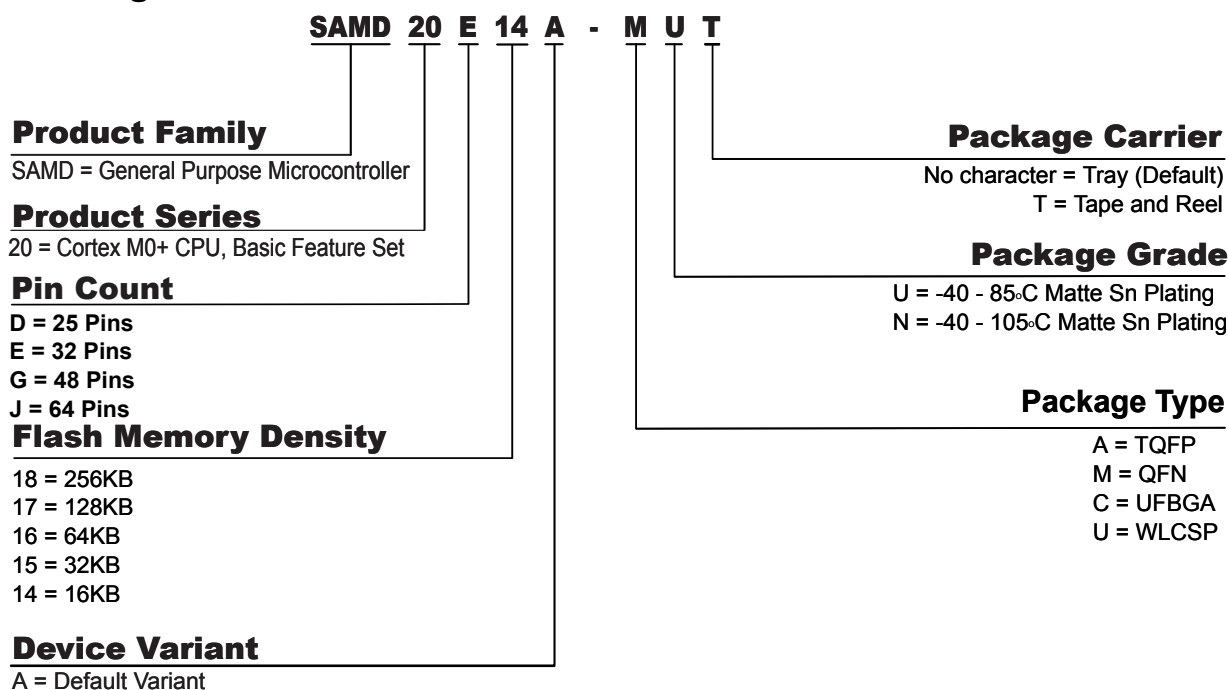 SAMD 20 E 14 A - M U T
Product Family
SAMD = General Purpose Microcontroller
Product Series
20 = Cortex M0+ CPU, Basic Feature Set
Pin Count
D = 25 Pins
E = 32 Pins
G = 48 Pins
J = 64 Pins
Flash Memory Density
18 = 256KB
17 = 128KB
16 = 64KB
15 = 32KB
14 = 16KB
Device Variant
A = Default Variant
Package Carrier
No character = Tray (Default)
T = Tape and Reel
Package Grade
U = -40 - 85oC Matte Sn Plating
N = -40 - 105oC Matte Sn Plating
Package Type
A = TQFP
M = QFN
C = UFBGA
U = WLCSP